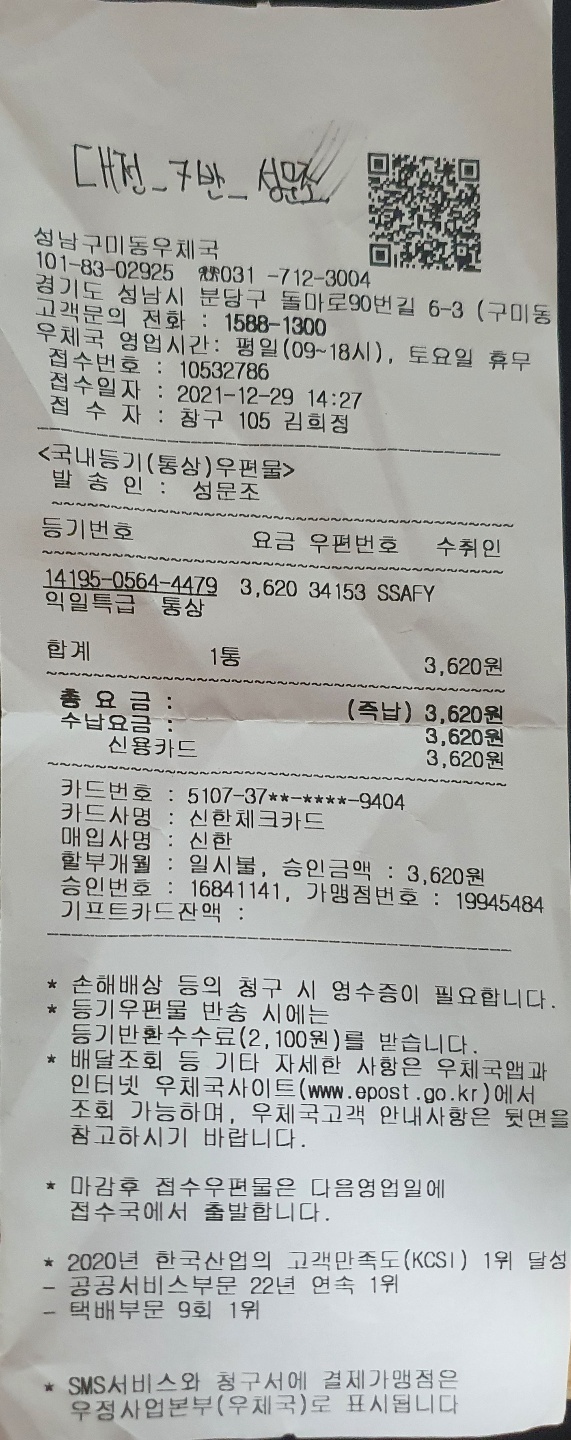 대전_7반_성문조
성남구미동우체국
101-83-02925 ☎031 -712-3004
경기도 성남시 분당구 돌마로90번길 6-3 (구미동
고객문의 전화 : 1588-1300
우체국 영업시간: 평일(09~18시), 토요일 휴무
접수번호 : 10532786
접수일자 : 2021-12-29 14:27
접 수 자 : 창구 105 김희정
<국내등기(통상)우편물>
발 송 인 : 성문조
등기번호 요금 우편번호 수취인
14195-0564-4479 3,620 34153 SSAFY
익일특급 통상
합계 1통 3,620원
총 요 금 : (즉납) 3,620원
수납요금 : 3,620원
신용카드 3,620원
카드번호 : 5107-37**-****-9404
카드사명 : 신한체크카드
매입사명 : 신한
할부개월 : 일시불, 승인금액 : 3,620원
승인번호 : 16841141, 가맹점번호 : 19945484
기프트카드잔액 :
* 손해배상 등의 청구 시 영수증이 필요합니다.
* 등기우편물 반송 시에는
등기반환수수료(2,100원)를 받습니다.
* 배달조회 등 기타 자세한 사항은 우체국앱과
인터넷 우체국사이트(www.epost.go.kr)에서
조회 가능하며, 우체국고객 안내사항은 뒷면을
참고하시기 바랍니다.
* 마감후 접수우편물은 다음영업일에
접수국에서 출발합니다.
* 2020년 한국산업의 고객만족도(KCSI) 1위 달성
- 공공서비스부문 22년 연속 1위
- 택배부문 9회 1위
* SMS서비스와 청구서에 결제가맹점은
우정사업본부(우체국)로 표시됩니다